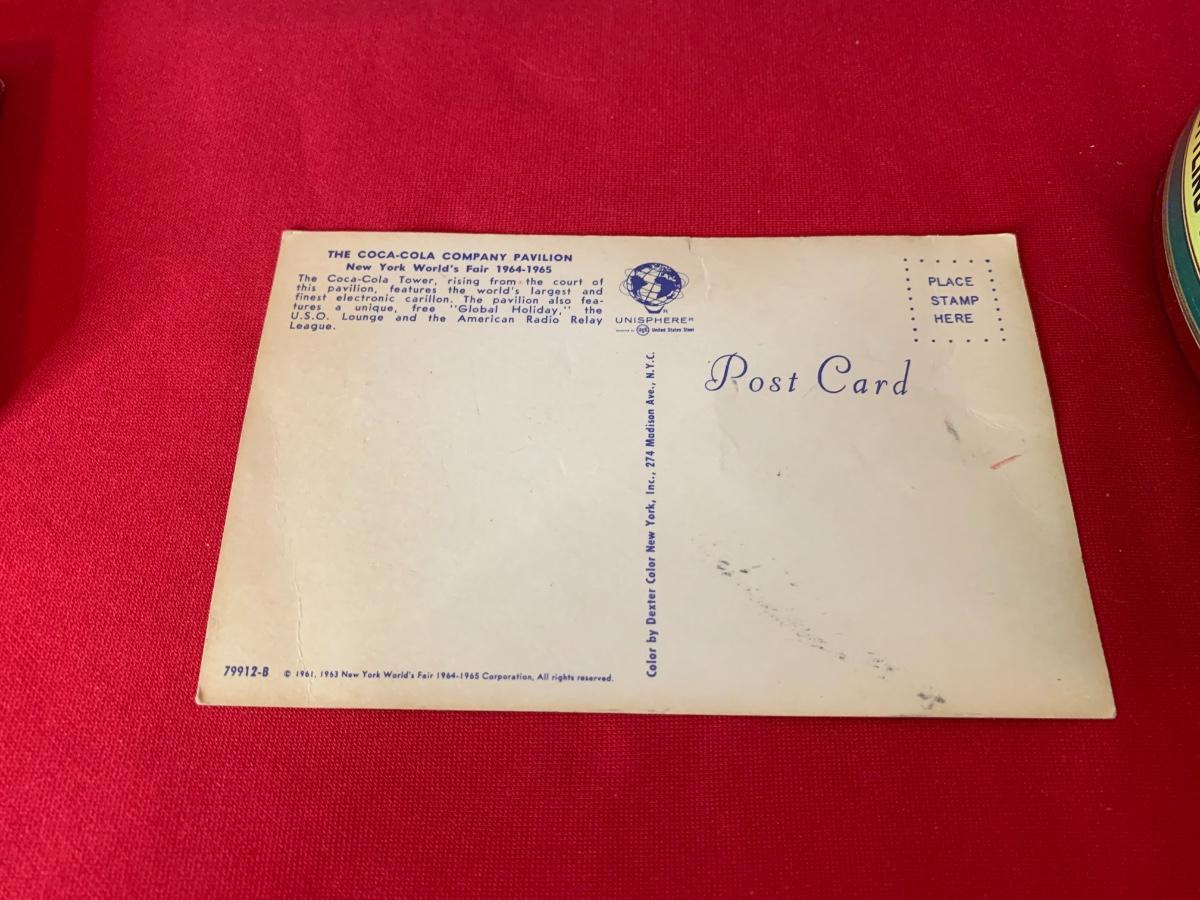 THE COCA-COLA COMPANY PAVILION
New York World's Fair 1964-1965
The Coca-Cola Tower, rising from the court of
this pavilion, features the world's largest and
finest electronic carillon. The pavilion also fea-
tures a unique, free "Global Holiday," the
U.S.O. Lounge and the American Radio Relay
League.
UNISPHERE®
USS United States Steel
PLACE
STAMP
HERE
Post Card
Color by Dexter Color New York, Inc., 274 Madison Ave., N.Y.C.
79912-B © 1961, 1963 New York World's Fair 1964-1965 Corporation, All rights reserved.